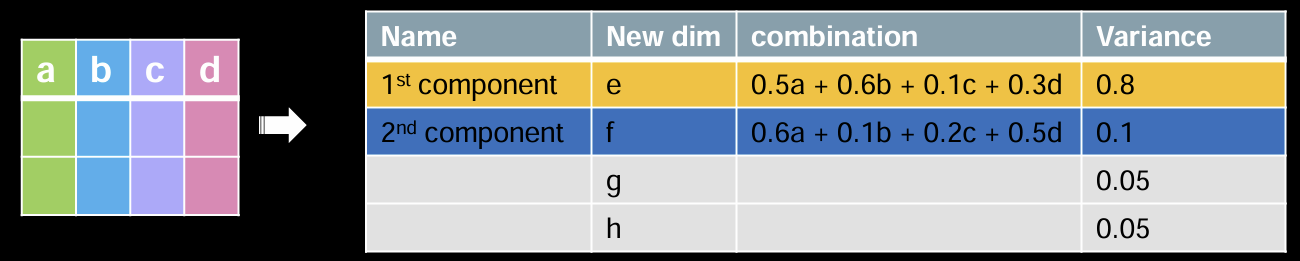 a b c d
Name New dim combination Variance
1st component e 0.5a + 0.6b + 0.1c + 0.3d 0.8
2nd component f 0.6a + 0.1b + 0.2c + 0.5d 0.1
g 0.05
h 0.05